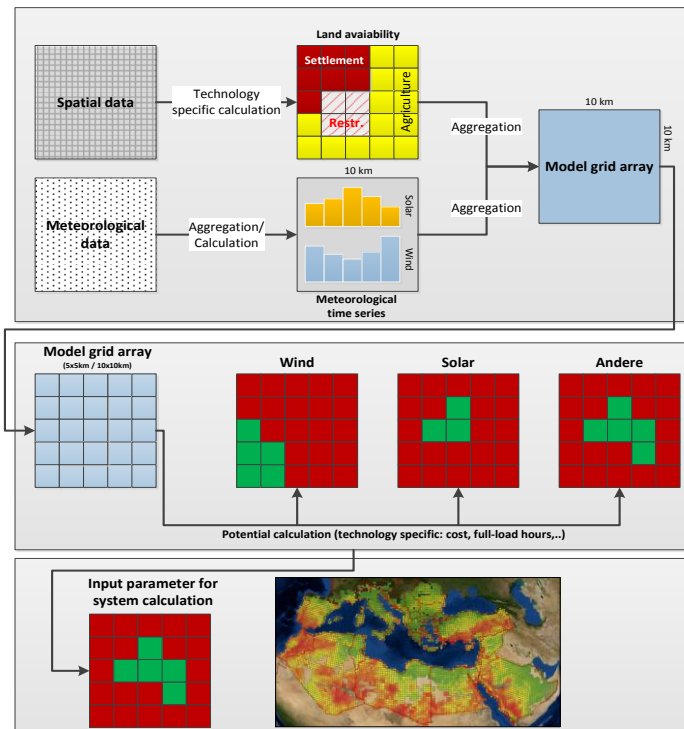 Land avaiability
Spatial data
Technology
specific calculation
Settlement
Restr.
Agriculture
Aggregation
10 km
10 km
Model grid array
Meteorological
data
Aggregation/
Calculation
10 km
Solar
Wind
Aggregation
Meteorological
time series
Model grid array
(5x5km / 10x10km)
Wind
Solar
Andere
Potential calculation (technology specific: cost, full-load hours,..)
Input parameter for
system calculation